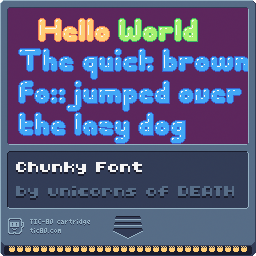 Hello World
The quick brown
fox jumped over
the lazy dog
Chunky Font
by unicorns of DEATH
TIC-80 cartridge
tic80.com